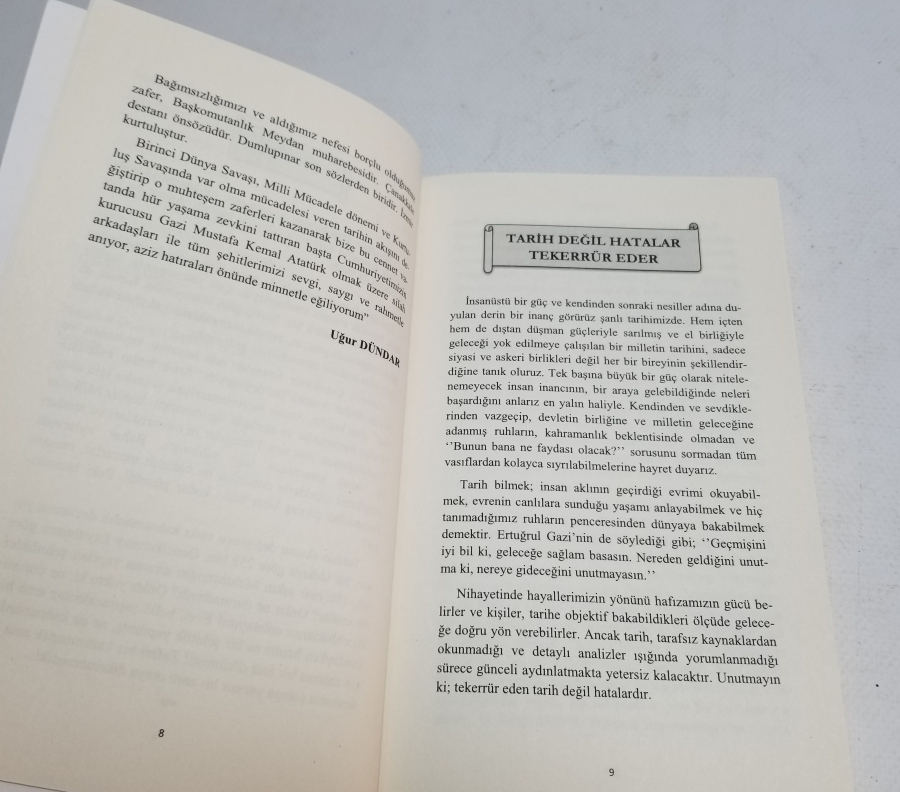 Bağımsızlığımızı ve aldığımız nefesi borçlu olduğumuz
zafer, Başkomutanlık Meydan muharebesidir. Çanakkale
destanı önsözüdür. Dumlupınar son sözlerden biridir. İzmir
kurtuluştur.
Birinci Dünya Savaşı, Milli Mücadele dönemi ve Kurtu-
luş Savaşında var olma mücadelesi veren tarihin akışını de-
ğiştirip o muhteşem zaferleri kazanarak bize bu cennet va-
tanda hür yaşama zevkini tattıran başta Cumhuriyetimizin
kurucusu Gazi Mustafa Kemal Atatürk olmak üzere silah
arkadaşları ile tüm şehitlerimizi sevgi, saygı ve rahmetle
anıyor, aziz hatıraları önünde minnetle eğiliyorum”
Uğur DÜNDAR
8
TARİH DEĞİL HATALAR
TEKERRÜR EDER
İnsanüstü bir güç ve kendinden sonraki nesiller adına du-
yulan derin bir inanç görürüz şanlı tarihimizde. Hem içten
hem de dıştan düşman güçleriyle sarılmış ve el birliğiyle
geleceği yok edilmeye çalışılan bir milletin tarihini, sadece
siyasi ve askeri birlikleri değil her bir bireyinin şekillendir-
diğine tanık oluruz. Tek başına büyük bir güç olarak nitele-
nemeyecek insan inancının, bir araya gelebildiğinde neleri
başardığını anlarız en yalın haliyle. Kendinden ve sevdikle-
rinden vazgeçip, devletin birliğine ve milletin geleceğine
adanmış ruhların, kahramanlık beklentisinde olmadan ve
‘’Bunun bana ne faydası olacak?’’ sorusunu sormadan tüm
vasıflardan kolayca sıyrılabilmelerine hayret duyarız.
Tarih bilmek; insan aklının geçirdiği evrimi okuyabil-
mek, evrenin canlılara sunduğu yaşamı anlayabilmek ve hiç
tanımadığımız ruhların penceresinden dünyaya bakabilmek
demektir. Ertuğrul Gazi’nin de söylediği gibi; ‘’Geçmişini
iyi bil ki, geleceğe sağlam basasın. Nereden geldiğini unut-
ma ki, nereye gideceğini unutmayasın.’’
Nihayetinde hayallerimizin yönünü hafızamızın gücü be-
lirler ve kişiler, tarihe objektif bakabildikleri ölçüde gelece-
ğe doğru yön verebilirler. Ancak tarih, tarafsız kaynaklardan
okunmadığı ve detaylı analizler ışığında yorumlanmadığı
sürece günceli aydınlatmakta yetersiz kalacaktır. Unutmayın
ki; tekerrür eden tarih değil hatalardır.
9